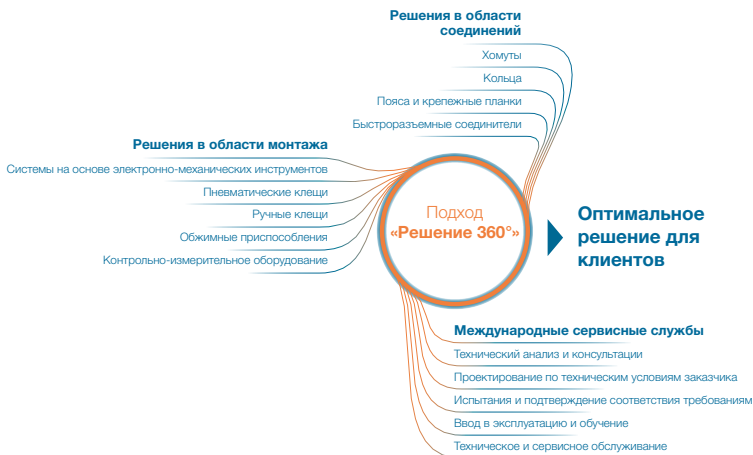 Решения в области
соединений
Хомуты
Кольца
Пояса и крепежные планки
Быстроразъемные соединители
Решения в области монтажа
Системы на основе электронно-механических инструментов
Пневматические клещи
Ручные клещи
Обжимные приспособления
Контрольно-измерительное оборудование
Подход
«Решение 360°»
Оптимальное
решение для
клиентов
Международные сервисные службы
Технический анализ и консультации
Проектирование по техническим условиям заказчика
Испытания и подтверждение соответствия требованиям
Ввод в эксплуатацию и обучение
Техническое и сервисное обслуживание